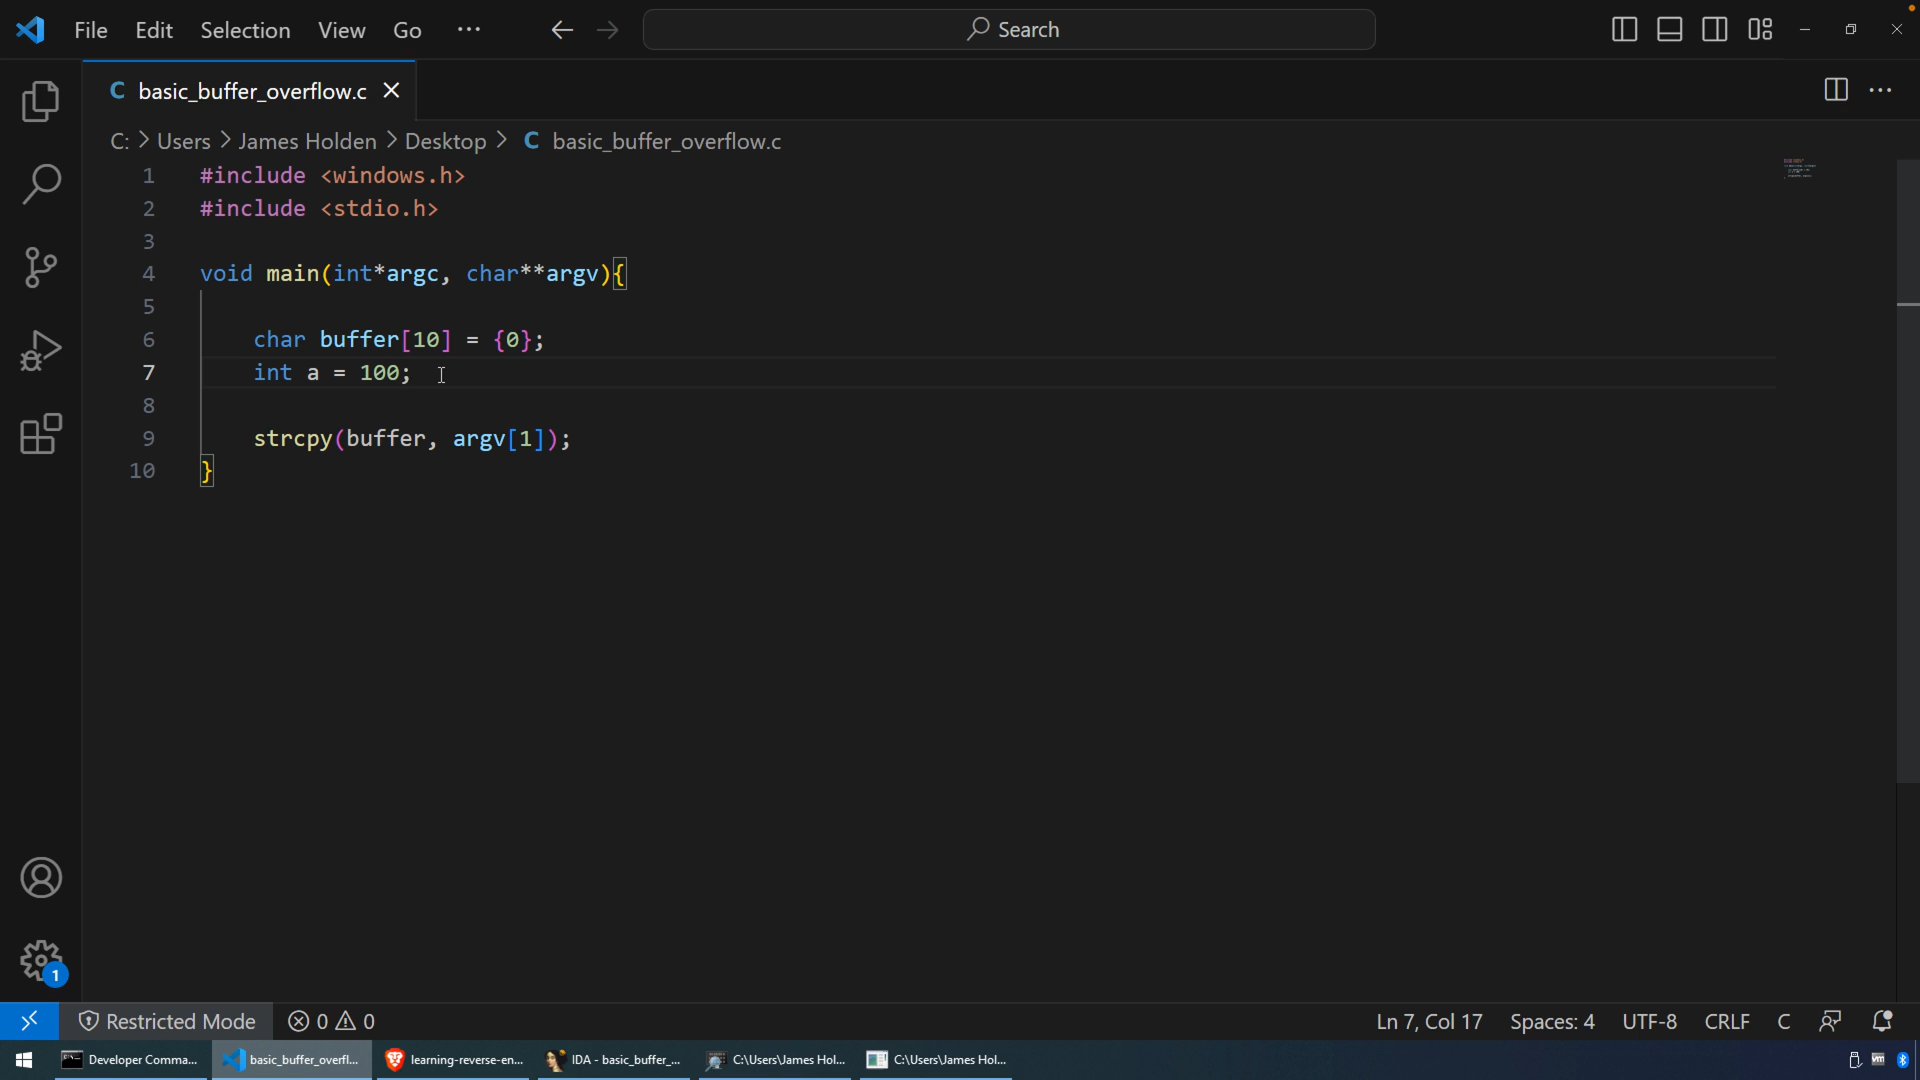 File Edit Selection View Go ··· Search
basic_buffer_overflow.c
C: > Users > James Holden > Desktop > C basic_buffer_overflow.c
1 #include <windows.h>
2 #include <stdio.h>
3
4 void main(int*argc, char**argv){
5
6 char buffer[10] = {0};
7 int a = 100;
8
9 strcpy(buffer, argv[1]);
10 }
1
Restricted Mode 0 0 Ln 7, Col 17 Spaces: 4 UTF-8 CRLF C
Developer Comma... basic_buffer_overfl... learning-reverse-en... IDA - basic_buffer_... C:\Users\James Hol... C:\Users\James Hol...